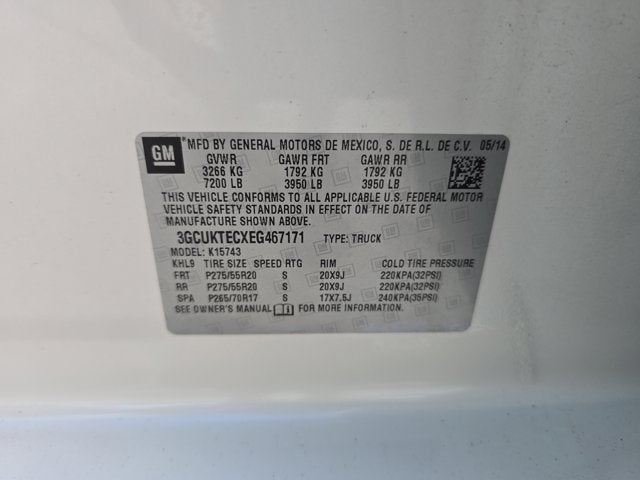 GM ® MFD BY GENERAL MOTORS DE MEXICO, S. DE R.L. DE C.V. 05/14
GVWR GAWR FRT GAWR RR
3266 KG 1792 KG 1792 KG
7200 LB 3950 LB 3950 LB
THIS VEHICLE CONFORMS TO ALL APPLICABLE U.S. FEDERAL MOTOR
VEHICLE SAFETY STANDARDS IN EFFECT ON THE DATE OF
MANUFACTURE SHOWN ABOVE.
3GCUKTECXEG467171 TYPE: TRUCK
MODEL: K15743
KHL9 TIRE SIZE SPEED RTG RIM COLD TIRE PRESSURE
FRT P275/55R20 S 20X9J 220KPA(32PSI)
RR P275/55R20 S 20X9J 220KPA(32PSI)
SPA P265/70R17 S 17X7.5J 240KPA(35PSI)
SEE OWNER'S MANUAL FOR MORE INFORMATION.